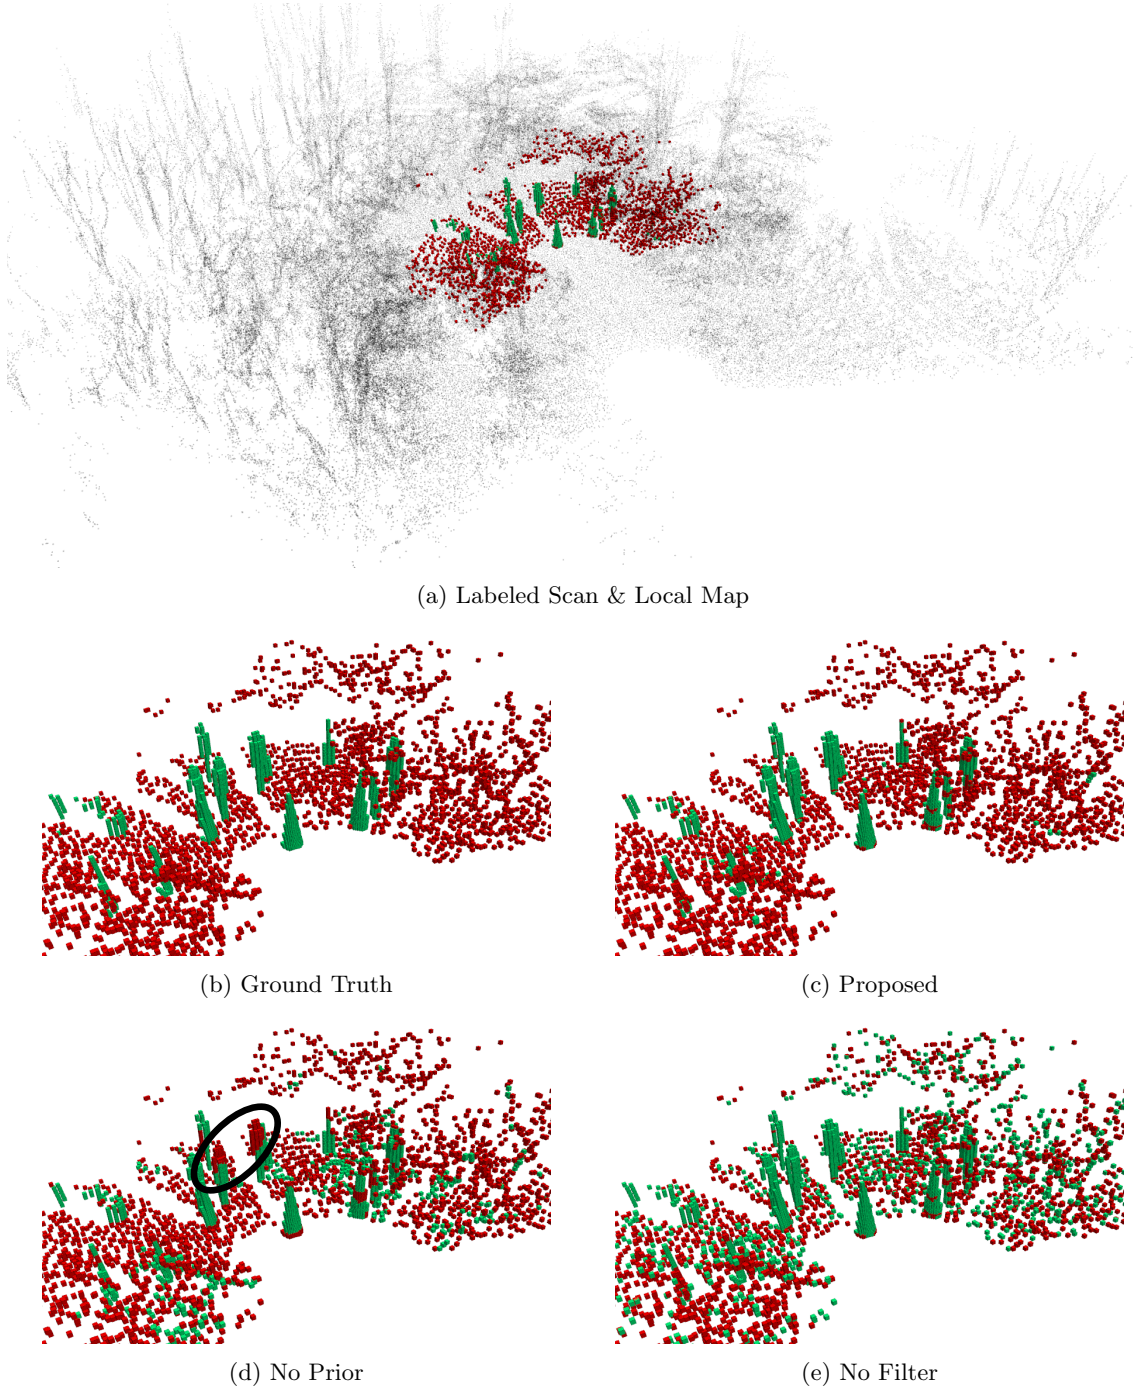 (a) Labeled Scan & Local Map
(b) Ground Truth
(c) Proposed
(d) No Prior
(e) No Filter